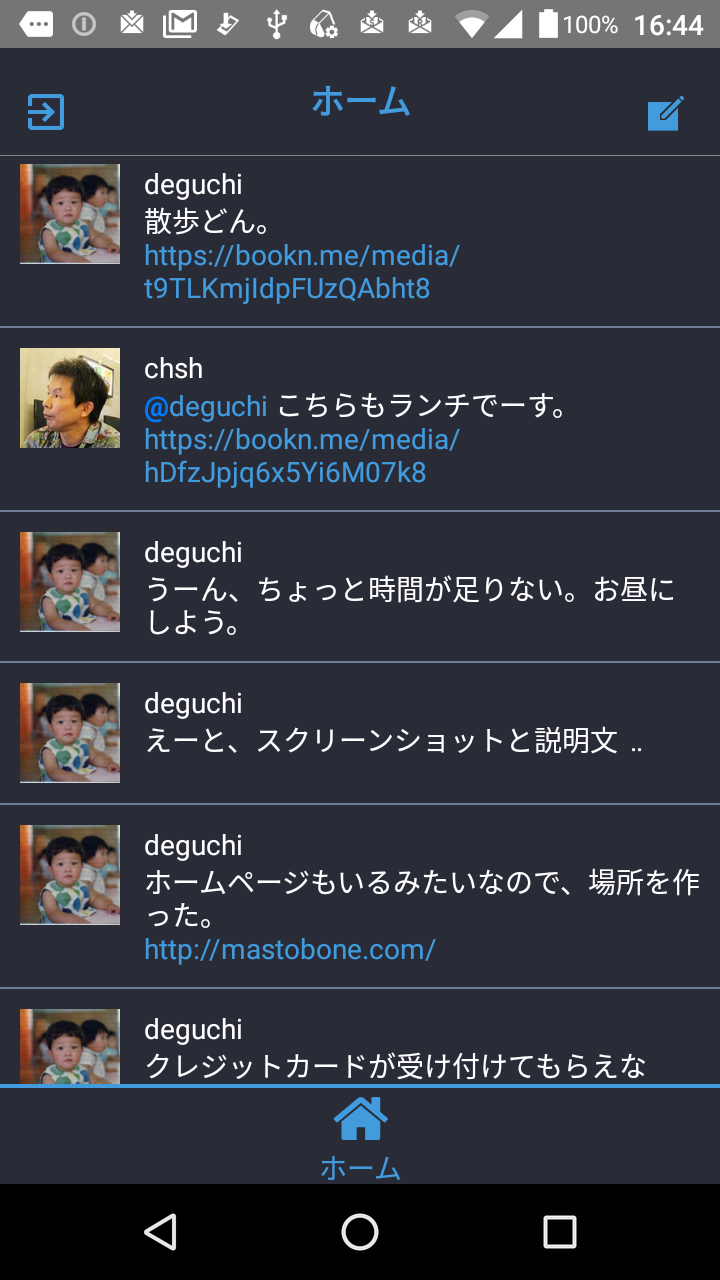 100% 16:44
ホーム
deguchi
散歩どん。
https://bookn.me/media/
t9TLKmjIdpFUzQAbht8
chsh
@deguchi こちらもランチでーす。
https://bookn.me/media/
hDfzJpjq6x5Yi6M07k8
deguchi
うーん、ちょっと時間が足りない。お昼に
しよう。
deguchi
えーと、スクリーンショットと説明文 ..
deguchi
ホームページもいるみたいなので、場所を作
った。
http://mastobone.com/
deguchi
クレジットカードが受け付けてもらえな
ホーム